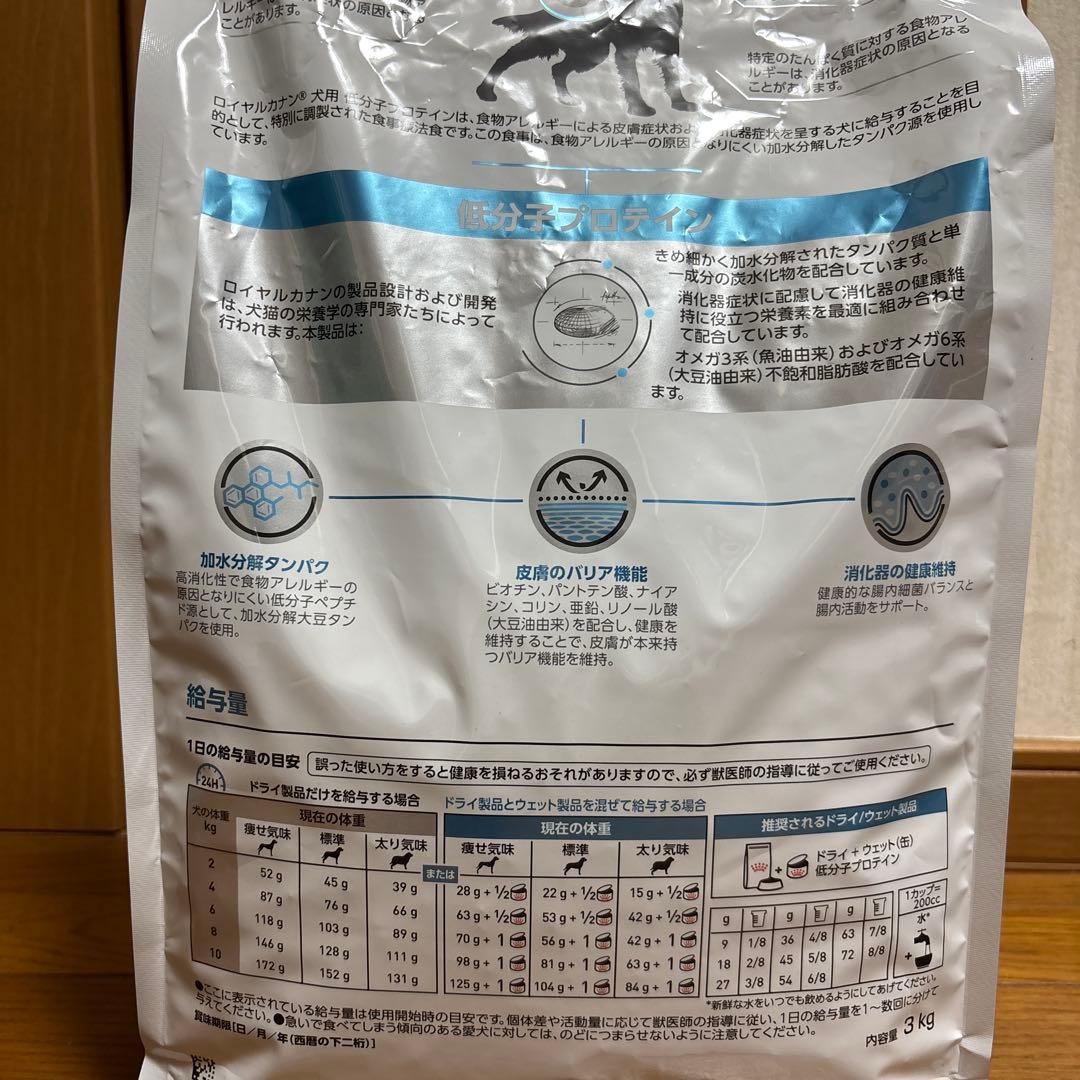 ことがあります。
特定のたんぱく質に対する食物アレ
ルギーは、消化器症状の原因となる
ことがあります。
ロイヤルカナン® 犬用 低分子プロテインは、食物アレルギーによる皮膚症状および消化器症状を呈する犬に給与することを目
的として、特別に調製された食事療法食です。この食事は、食物アレルギーの原因となりにくい加水分解したタンパク源を使用し
ています。
低分子プロテイン
ロイヤルカナンの製品設計および開発
は、犬猫の栄養学の専門家たちによって
行われます。本製品は:
きめ細かく加水分解されたタンパク質と単
一成分の炭水化物を配合しています。
消化器症状に配慮して消化器の健康維
持に役立つ栄養素を最適に組み合わせ
て配合しています。
オメガ3系(魚油由来)およびオメガ6系
(大豆油由来)不飽和脂肪酸を配合してい
ます。
加水分解タンパク
高消化性で食物アレルギーの
原因となりにくい低分子ペプチ
ド源として、加水分解大豆タン
パクを使用。
皮膚のバリア機能
ビオチン、パントテン酸、ナイア
シン、コリン、亜鉛、リノール酸
(大豆油由来)を配合し、健康を
維持することで、皮膚が本来持
つバリア機能を維持。
消化器の健康維持
健康的な腸内細菌バランスと
腸内活動をサポート。
給与量
1日の給与量の目安 誤った使い方をすると健康を損ねるおそれがありますので、必ず獣医師の指導に従ってご使用ください。
24H
ドライ製品だけを給与する場合
犬の体重
kg
現在の体重
痩せ気味 標準 太り気味
2 52 g 45 g 39 g
4 87 g 76 g 66 g
6 118 g 103 g 89 g
8 146 g 128 g 111 g
10 172 g 152 g 131 g
または
ドライ製品とウェット製品を混ぜて給与する場合
現在の体重
痩せ気味 標準 太り気味
28 g + ½ 22 g + ½ 15 g + ½
63 g + ½ 53 g + ½ 42 g + ½
70 g + 1 56 g + 1 42 g + 1
98 g + 1 81 g + 1 63 g + 1
125 g + 1 104 g + 1 84 g + 1
推奨されるドライ/ウェット製品
+ ドライ + ウェット(缶)
低分子プロテイン
g g g
9 1/8 36 4/8 63 7/8
18 2/8 45 5/8 72 8/8
27 3/8 54 6/8
1カップ=
200cc
水*
+
*新鮮な水をいつでも飲めるようにしてあげてください。
●ここに表示されている給与量は使用開始時の目安です。個体差や活動量に応じて獣医師の指導に従い、1日の給与量を1〜数回に分けて
与えてください。●急いで食べてしまう傾向のある愛犬に対しては、のどにつまらせないように注意してください。
賞味期限[日/月/年(西暦の下二桁)]
内容量 3 kg